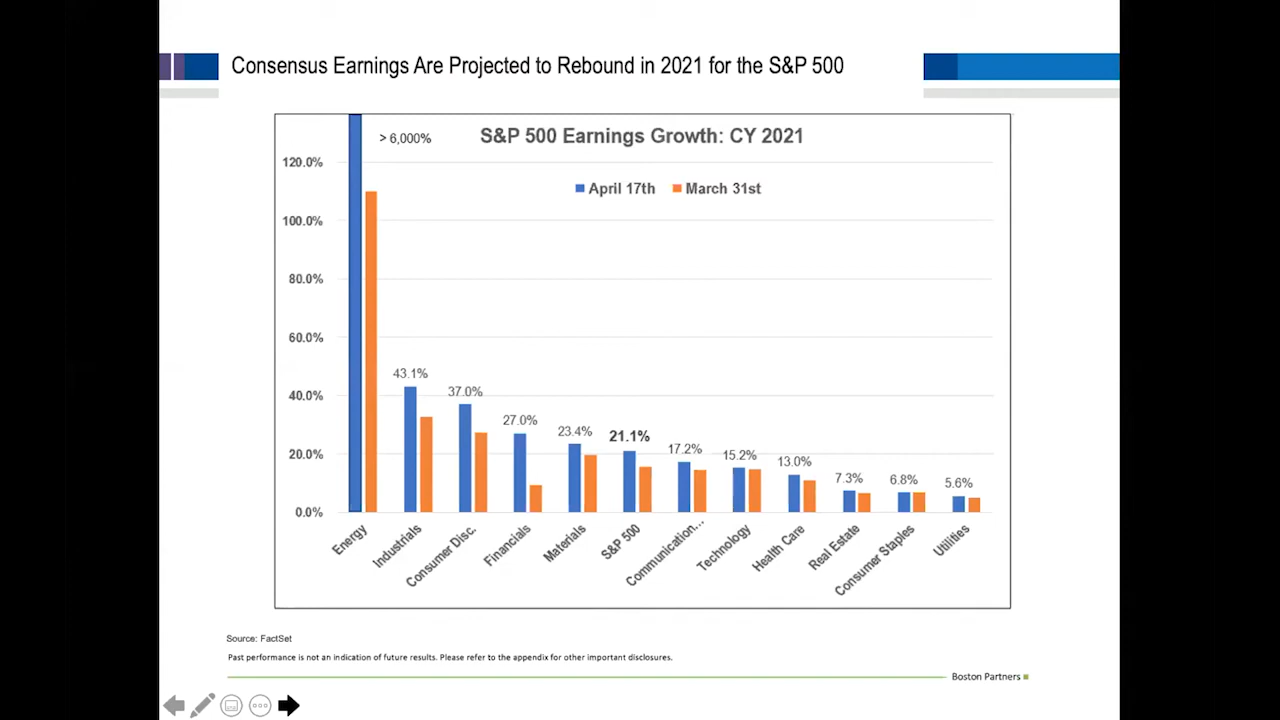 Consensus Earnings Are Projected to Rebound in 2021 for the S&P 500
> 6,000%
S&P 500 Earnings Growth: CY 2021
April 17th
March 31st
120.0%
100.0%
80.0%
60.0%
40.0%
20.0%
0.0%
43.1%
37.0%
27.0%
23.4%
21.1%
17.2%
15.2%
13.0%
7.3%
6.8%
5.6%
Energy
Industrials
Consumer Disc.
Financials
Materials
S&P 500
Communication...
Technology
Health Care
Real Estate
Consumer Staples
Utilities
Source: FactSet
Past performance is not an indication of future results. Please refer to the appendix for other important disclosures.
Boston Partners